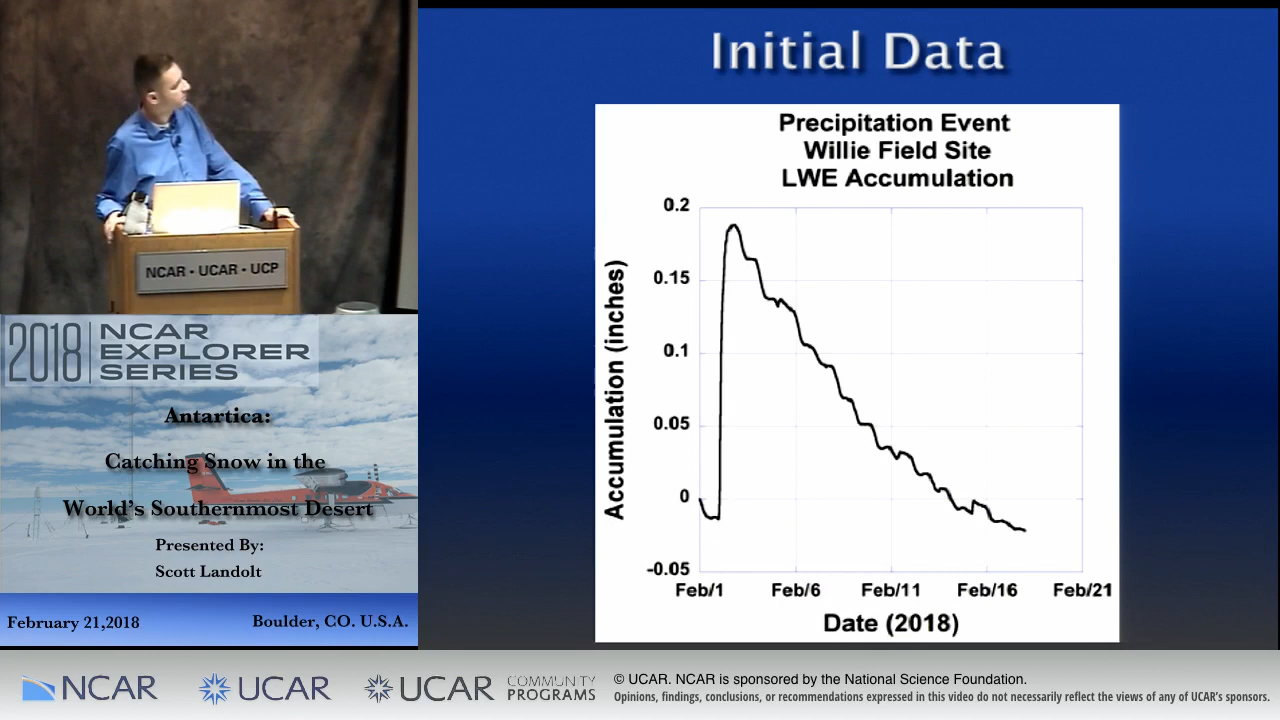 NCAR • UCAR • UCP
2018 NCAR
EXPLORER
SERIES
Antartica:
Catching Snow in the
World's Southernmost Desert
Presented By:
Scott Landolt
February 21,2018
Boulder, CO. U.S.A.
Initial Data
Precipitation Event
Willie Field Site
LWE Accumulation
Accumulation (inches)
0.2
0.15
0.1
0.05
0
-0.05
Feb/1 Feb/6 Feb/11 Feb/16 Feb/21
Date (2018)
NCAR
UCAR
UCAR COMMUNITY
PROGRAMS
© UCAR. NCAR is sponsored by the National Science Foundation.
Opinions, findings, conclusions, or recommendations expressed in this video do not necessarily reflect the views of any of UCAR's sponsors.